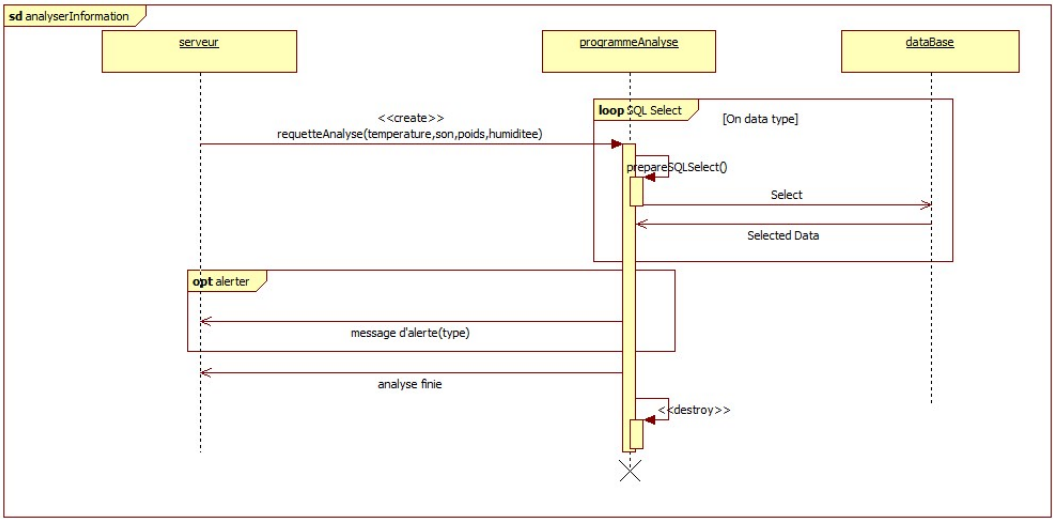 sd analyserInformation
serveur
programmeAnalyse
dataBase
loop SQL Select
[On data type]
<<create>>
requetteAnalyse(temperature,son,poids,humiditee)
prepareSQLSelect()
Select
Selected Data
opt alerter
message d'alerte(type)
analyse finie
<<destroy>>